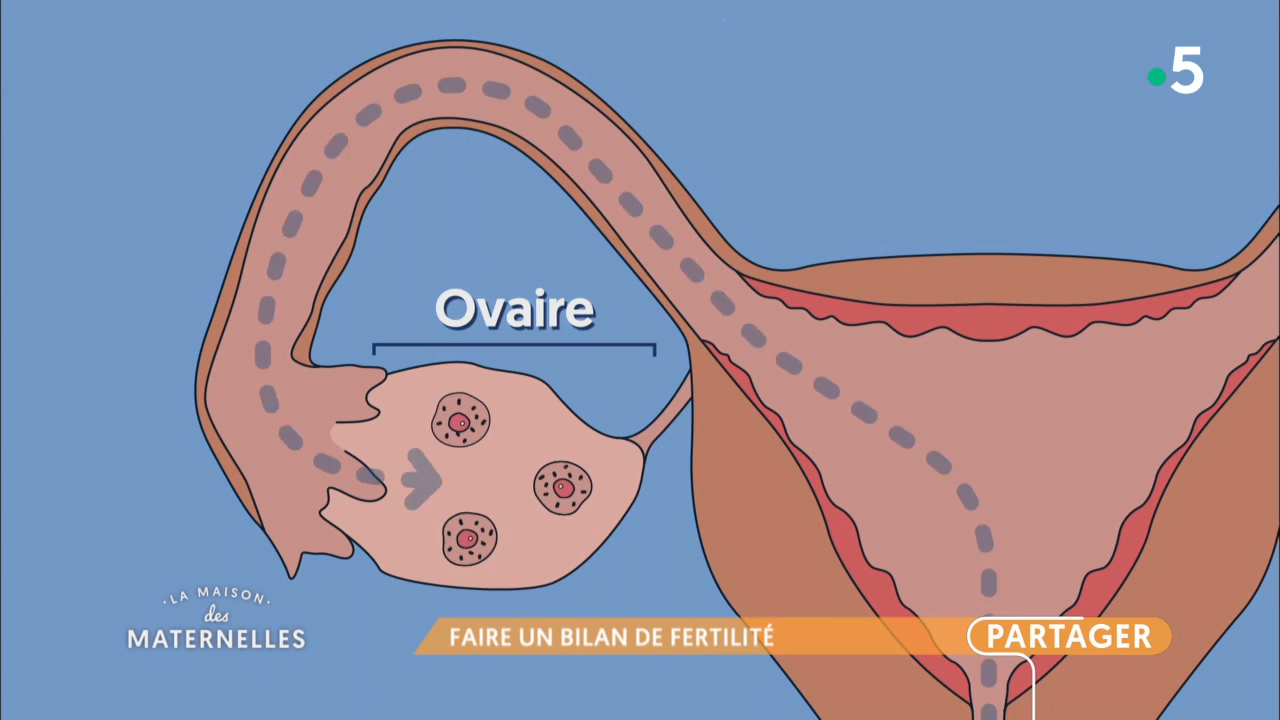 5
Ovaire
·LA MAISON·
des
MATERNELLES
FAIRE UN BILAN DE FERTILITÉ
PARTAGER